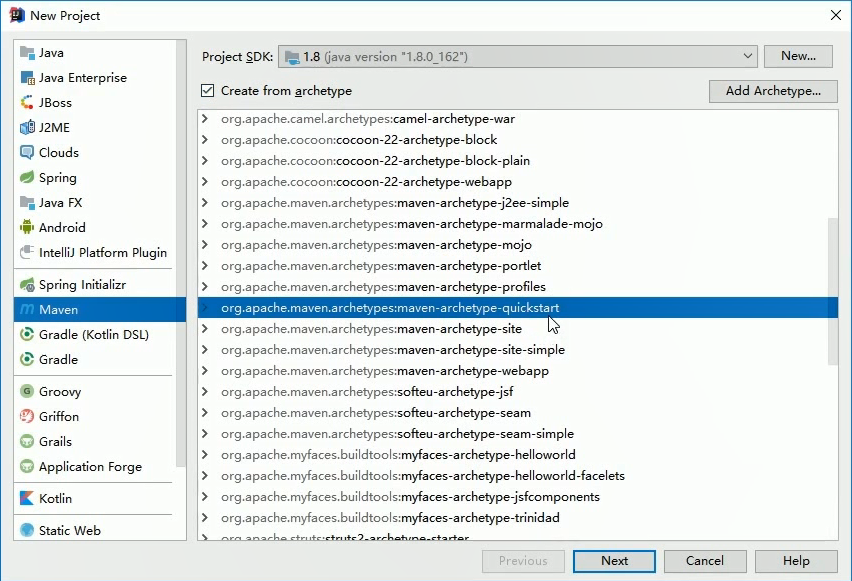 New Project
Java
Java Enterprise
JBoss
J2ME
Clouds
Spring
Java FX
Android
IntelliJ Platform Plugin
Spring Initializr
Maven
Gradle (Kotlin DSL)
Gradle
Groovy
Griffon
Grails
Application Forge
Kotlin
Static Web
Project SDK: 1.8 (java version "1.8.0_162") New...
Create from archetype Add Archetype...
org.apache.camel.archetypes:camel-archetype-war
org.apache.cocoon:cocoon-22-archetype-block
org.apache.cocoon:cocoon-22-archetype-block-plain
org.apache.cocoon:cocoon-22-archetype-webapp
org.apache.maven.archetypes:maven-archetype-j2ee-simple
org.apache.maven.archetypes:maven-archetype-marmalade-mojo
org.apache.maven.archetypes:maven-archetype-mojo
org.apache.maven.archetypes:maven-archetype-portlet
org.apache.maven.archetypes:maven-archetype-profiles
org.apache.maven.archetypes:maven-archetype-quickstart
org.apache.maven.archetypes:maven-archetype-site
org.apache.maven.archetypes:maven-archetype-site-simple
org.apache.maven.archetypes:maven-archetype-webapp
org.apache.maven.archetypes:softeu-archetype-jsf
org.apache.maven.archetypes:softeu-archetype-seam
org.apache.maven.archetypes:softeu-archetype-seam-simple
org.apache.myfaces.buildtools:myfaces-archetype-helloworld
org.apache.myfaces.buildtools:myfaces-archetype-helloworld-facelets
org.apache.myfaces.buildtools:myfaces-archetype-jsfcomponents
org.apache.myfaces.buildtools:myfaces-archetype-trinidad
org.apache.struts:struts2-archetype-starter
Previous Next Cancel Help